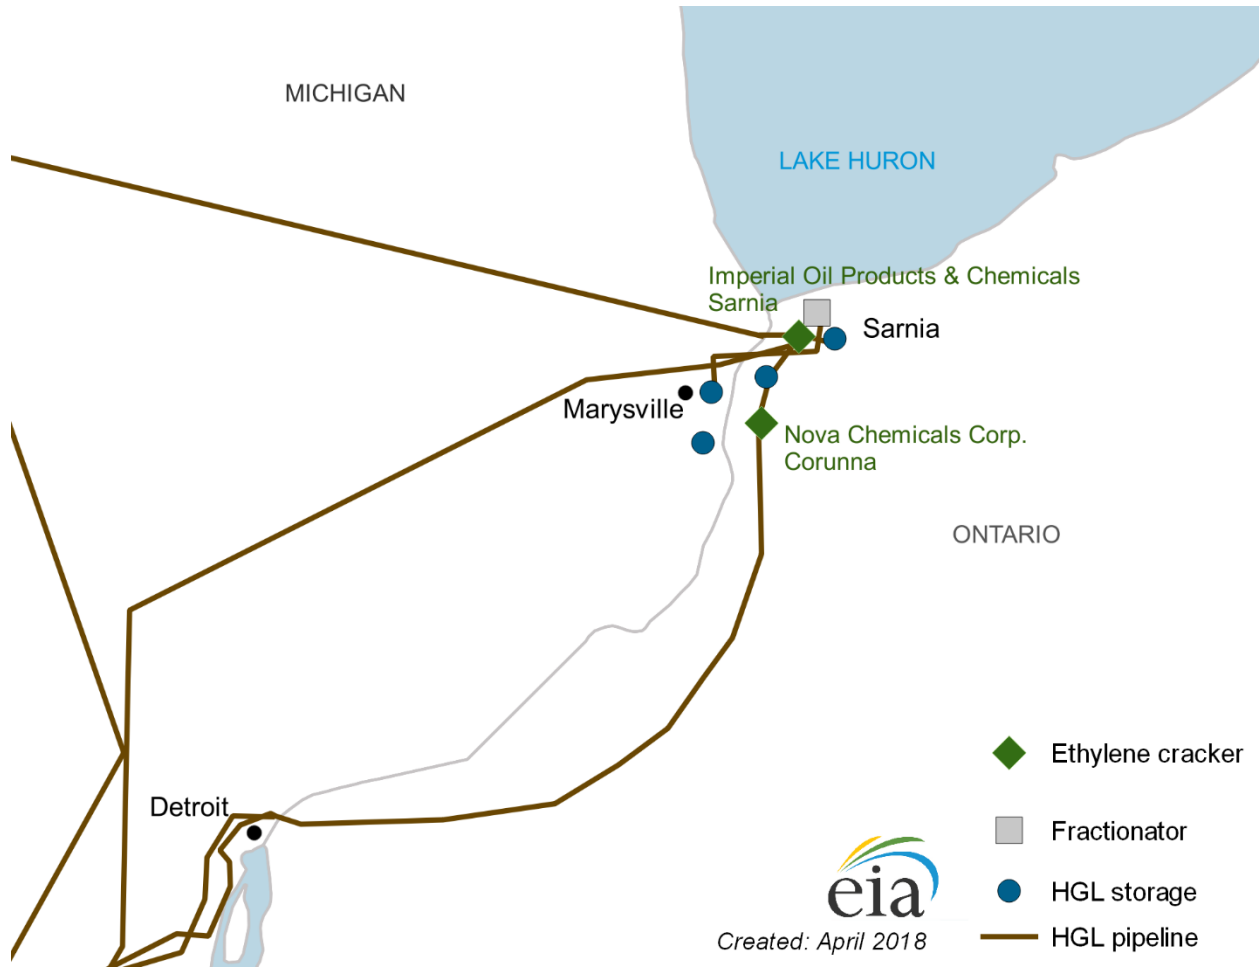 MICHIGAN
LAKE HURON
Imperial Oil Products & Chemicals
Sarnia
Sarnia
Marysville
Nova Chemicals Corp.
Corunna
ONTARIO
Detroit
Ethylene cracker
Fractionator
HGL storage
HGL pipeline
eia
Created: April 2018